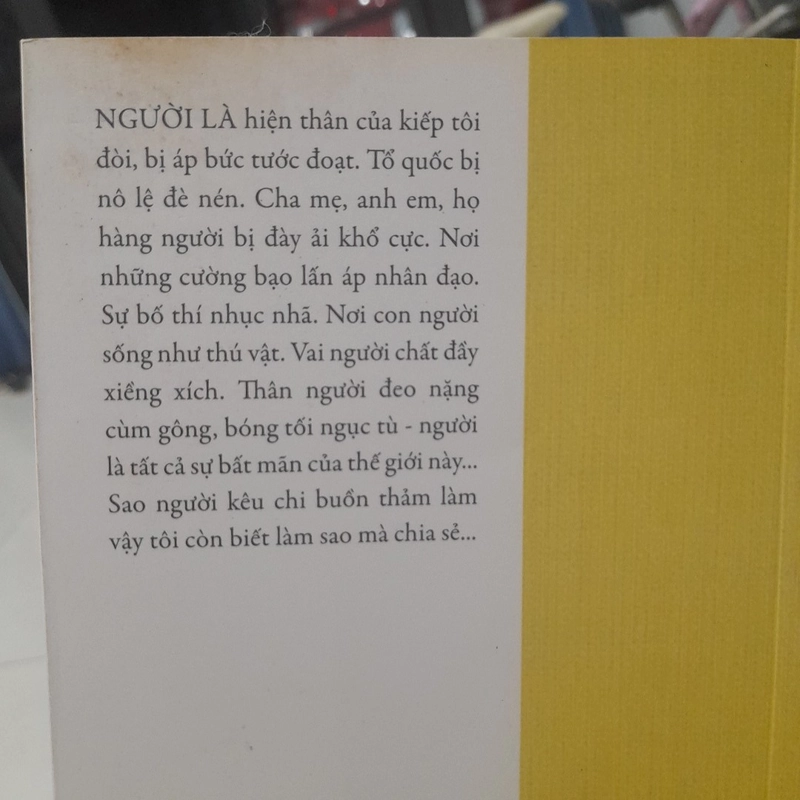 NGƯỜI LÀ hiện thân của kiếp tôi
đòi, bị áp bức tước đoạt. Tổ quốc bị
nô lệ đè nén. Cha mẹ, anh em, họ
hàng người bị đày ải khổ cực. Nơi
những cường bạo lấn áp nhân đạo.
Sự bố thí nhục nhã. Nơi con người
sống như thú vật. Vai người chất đầy
xiềng xích. Thân người đeo nặng
cùm gông, bóng tối ngục tù - người
là tất cả sự bất mãn của thế giới này...
Sao người kêu chi buồn thảm làm
vậy tôi còn biết làm sao mà chia sẻ...